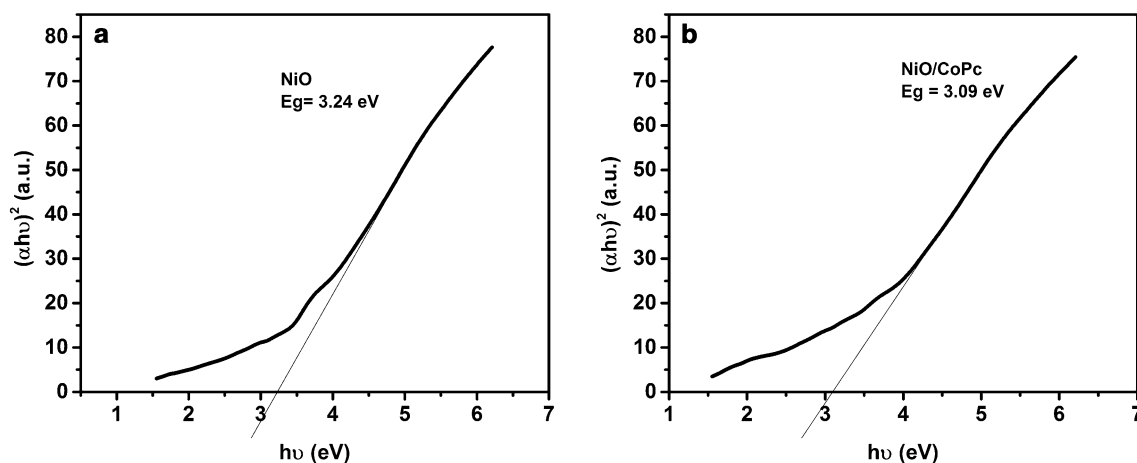 a
NiO
Eg= 3.24 eV
(αhυ)² (a.u.)
80
70
60
50
40
30
20
10
0
1 2 3 4 5 6 7
hυ (eV)
b
NiO/CoPc
Eg = 3.09 eV
(αhυ)² (a.u.)
80
70
60
50
40
30
20
10
0
1 2 3 4 5 6 7
hυ (eV)